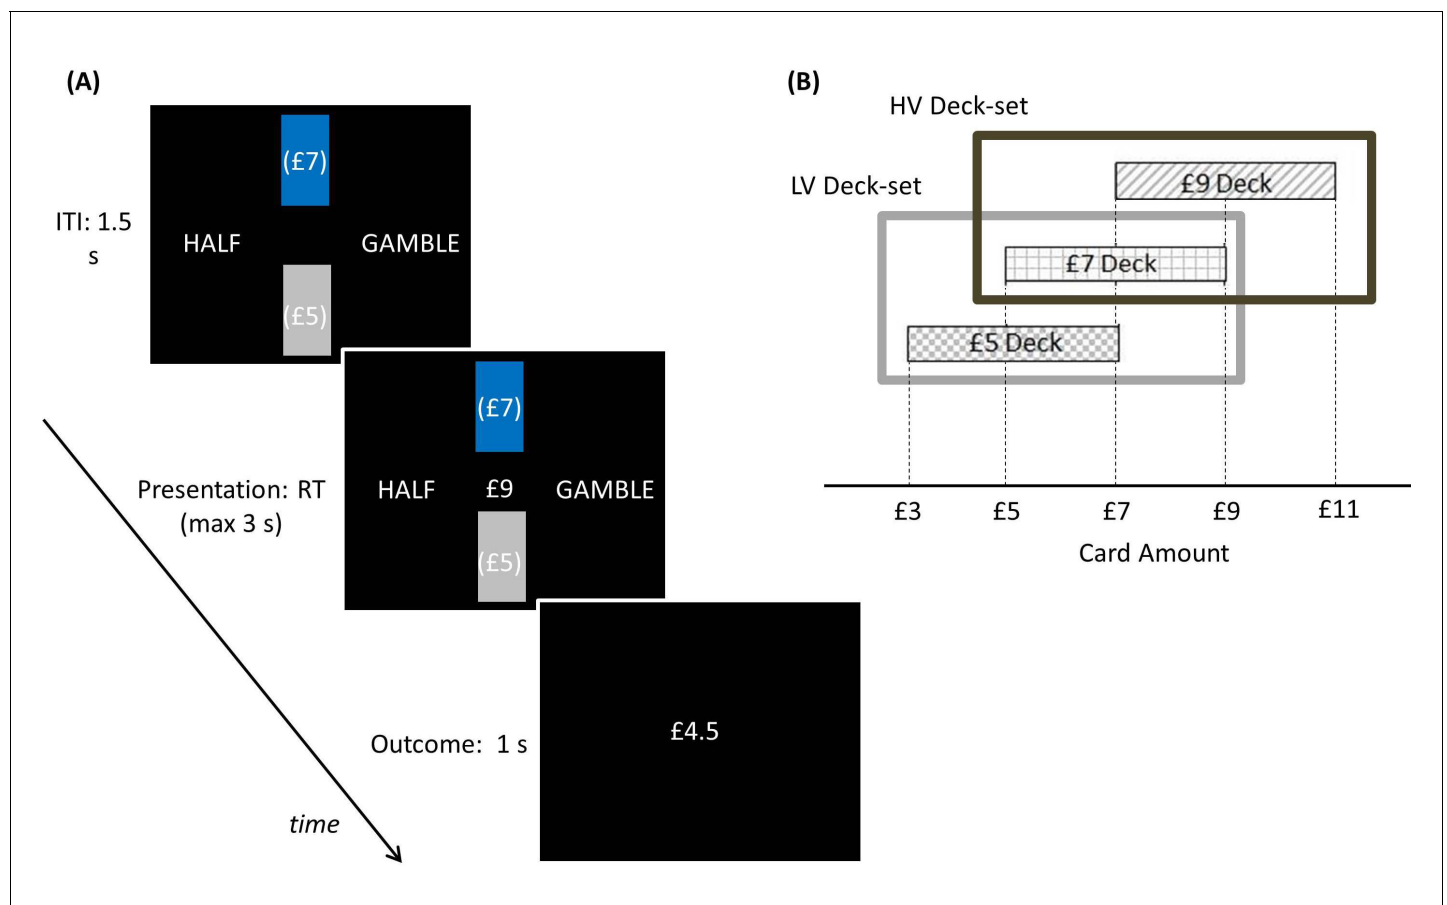 (A)
(£7)
ITI: 1.5
s
HALF
GAMBLE
(£5)
(£7)
Presentation: RT
(max 3 s)
HALF
£9
GAMBLE
(£5)
Outcome: 1 s
£4.5
time
(B)
HV Deck-set
LV Deck-set
£9 Deck
£7 Deck
£5 Deck
£3
£5
£7
£9
£11
Card Amount